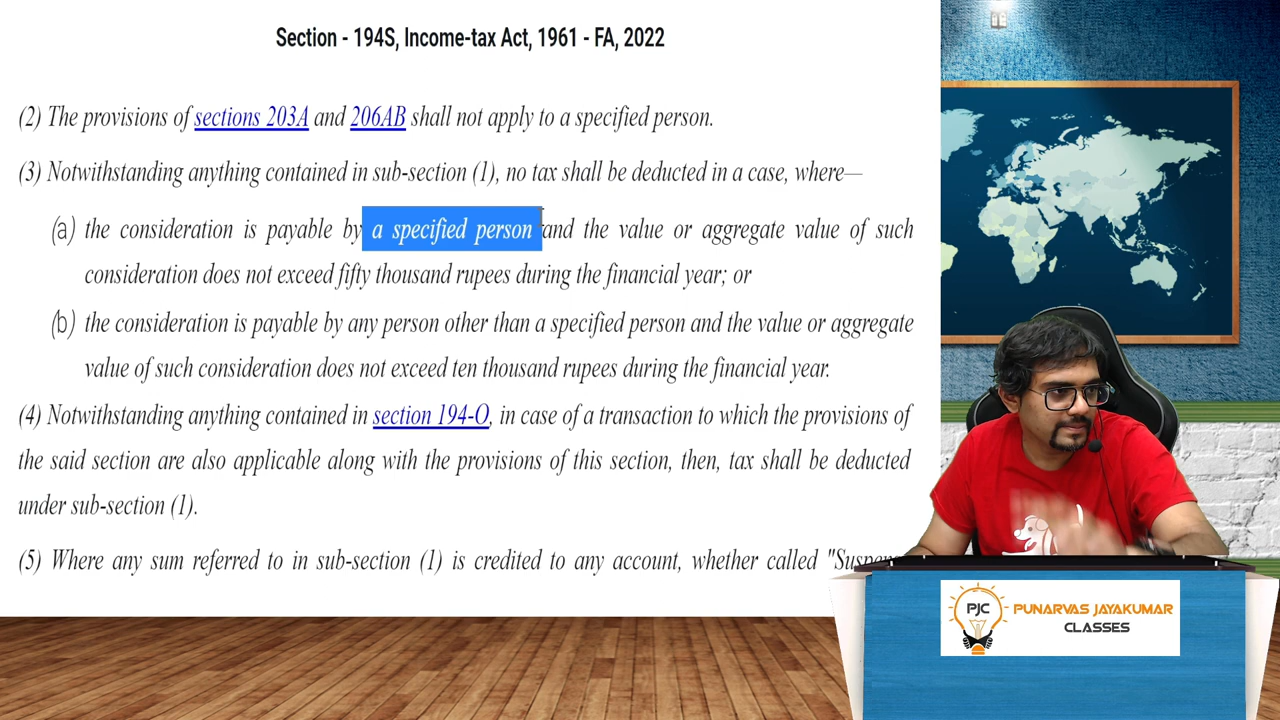 Section - 194S, Income-tax Act, 1961 - FA, 2022
(2) The provisions of sections 203A and 206AB shall not apply to a specified person.
(3) Notwithstanding anything contained in sub-section (1), no tax shall be deducted in a case, where—
(a) the consideration is payable by a specified person and the value or aggregate value of such
consideration does not exceed fifty thousand rupees during the financial year; or
(b) the consideration is payable by any person other than a specified person and the value or aggregate
value of such consideration does not exceed ten thousand rupees during the financial year.
(4) Notwithstanding anything contained in section 194-O, in case of a transaction to which the provisions of
the said section are also applicable along with the provisions of this section, then, tax shall be deducted
under sub-section (1).
(5) Where any sum referred to in sub-section (1) is credited to any account, whether called
PJC
PUNARVAS JAYAKUMAR
CLASSES